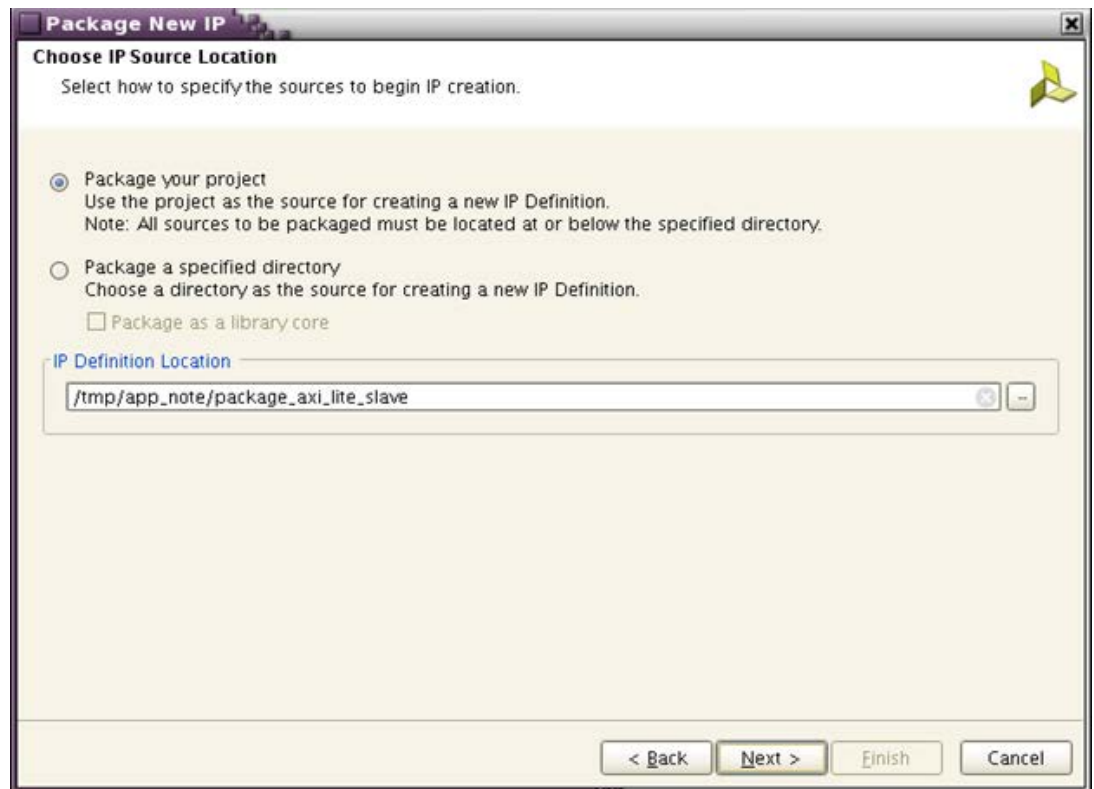 Package New IP
Choose IP Source Location
Select how to specify the sources to begin IP creation.
Package your project
Use the project as the source for creating a new IP Definition.
Note: All sources to be packaged must be located at or below the specified directory.
Package a specified directory
Choose a directory as the source for creating a new IP Definition.
Package as a library core
IP Definition Location
/tmp/app_note/package_axi_lite_slave
< Back Next > Finish Cancel